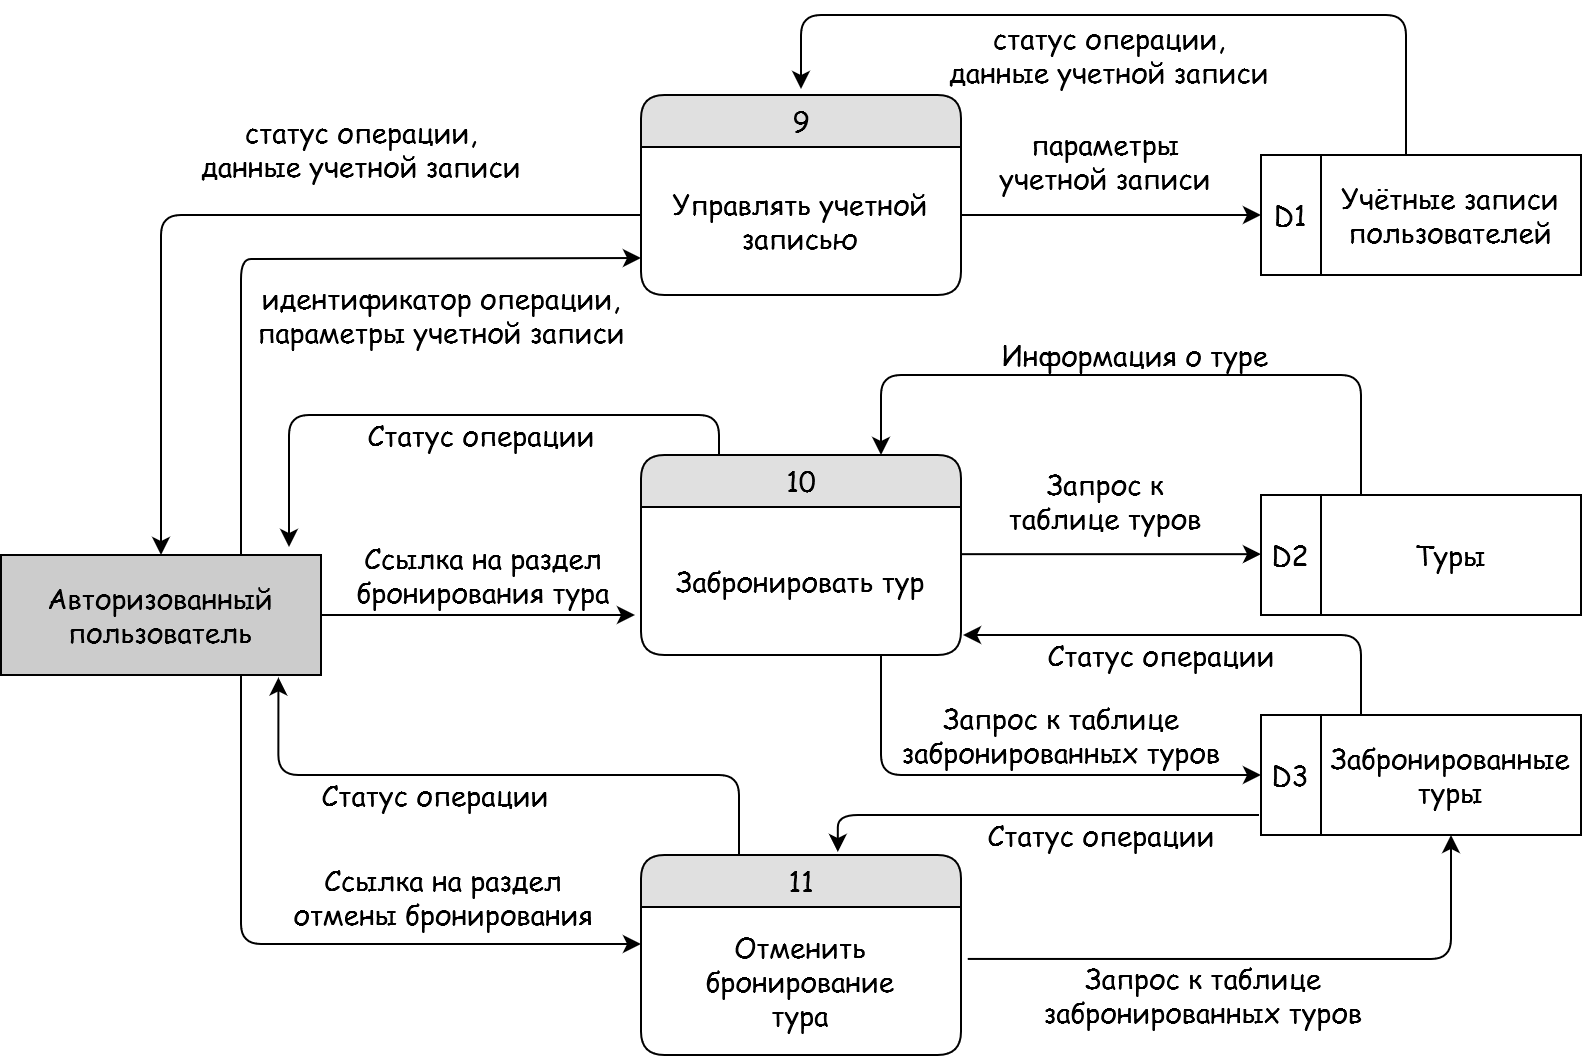 статус операции,
данные учетной записи
9
статус операции,
данные учетной записи
параметры
учетной записи
Управлять учетной
записью
D1
Учётные записи
пользователей
идентификатор операции,
параметры учетной записи
Информация о туре
Статус операции
10
Запрос к
таблице туров
Ссылка на раздел
бронирования тура
Забронировать тур
D2
Туры
Авторизованный
пользователь
Статус операции
Запрос к таблице
забронированных туров
D3
Забронированные
туры
Статус операции
Статус операции
11
Ссылка на раздел
отмены бронирования
Отменить
бронирование
тура
Запрос к таблице
забронированных туров